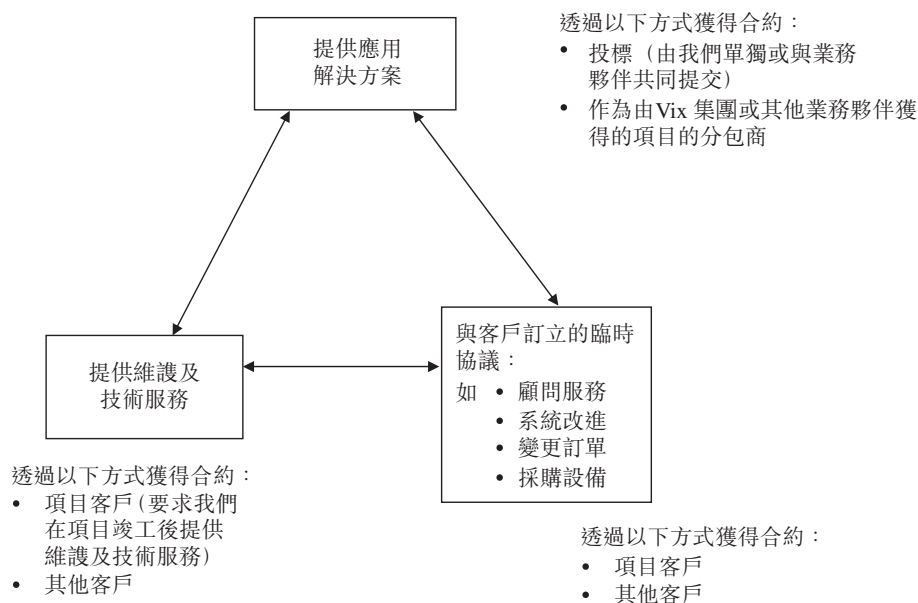 提供應用
解決方案
透過以下方式獲得合約：
• 投標（由我們單獨或與業務
夥伴共同提交）
• 作為由Vix 集團或其他業務夥伴獲
得的項目的分包商
提供維護及
技術服務
透過以下方式獲得合約：
• 項目客戶（要求我們
在項目竣工後提供
維護及技術服務）
• 其他客戶
與客戶訂立的臨時
協議：
如 • 顧問服務
• 系統改進
• 變更訂單
• 採購設備
透過以下方式獲得合約：
• 項目客戶
• 其他客戶